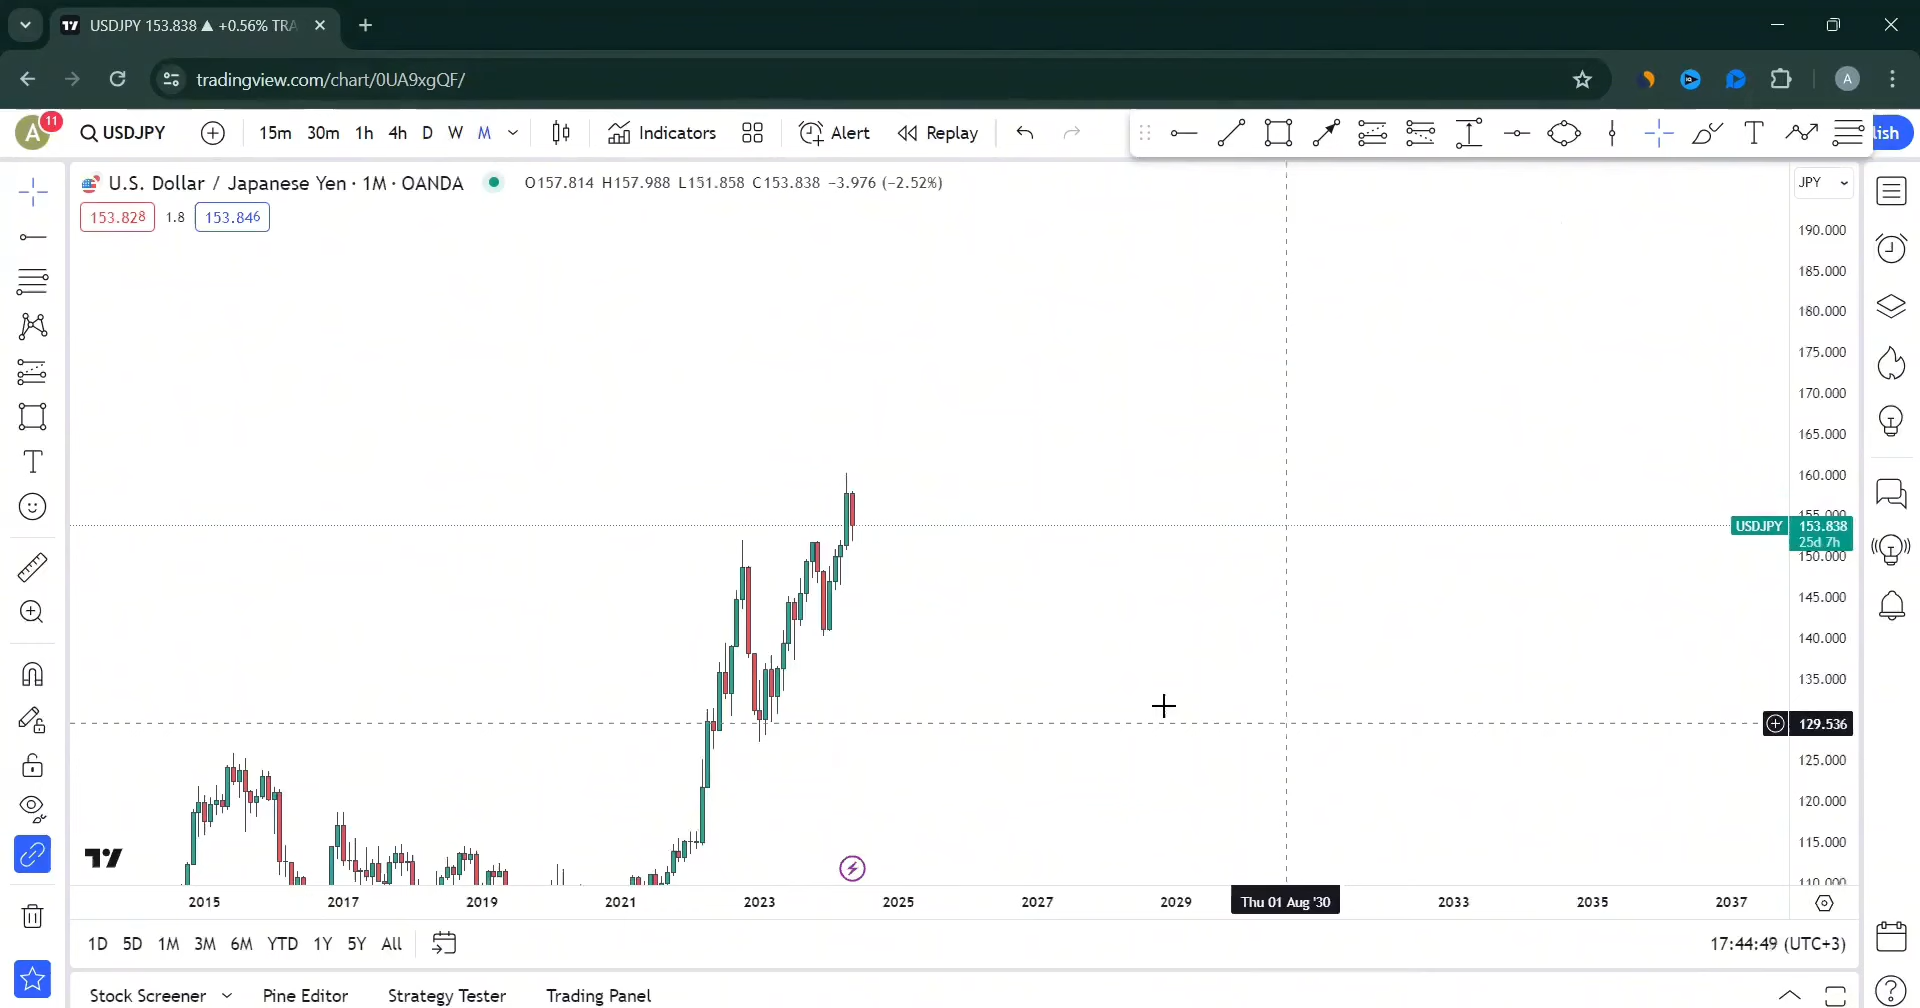 USDJPY 153.838 ▲ +0.56% TRA
tradingview.com/chart/0UA9xgQF/
A
A
11
USDJPY
15m 30m 1h 4h D W M
Indicators
Alert
Replay
lish
U.S. Dollar / Japanese Yen · 1M · OANDA
O157.814 H157.988 L151.858 C153.838 −3.976 (−2.52%)
JPY
153.828 1.8 153.846
190.000
185.000
180.000
175.000
170.000
165.000
160.000
155.000
USDJPY 153.838
25d 7h
150.000
145.000
140.000
135.000
129.536
125.000
120.000
115.000
110.000
2015 2017 2019 2021 2023 2025 2027 2029 Thu 01 Aug '30 2033 2035 2037
1D 5D 1M 3M 6M YTD 1Y 5Y All
17:44:49 (UTC+3)
Stock Screener Pine Editor Strategy Tester Trading Panel